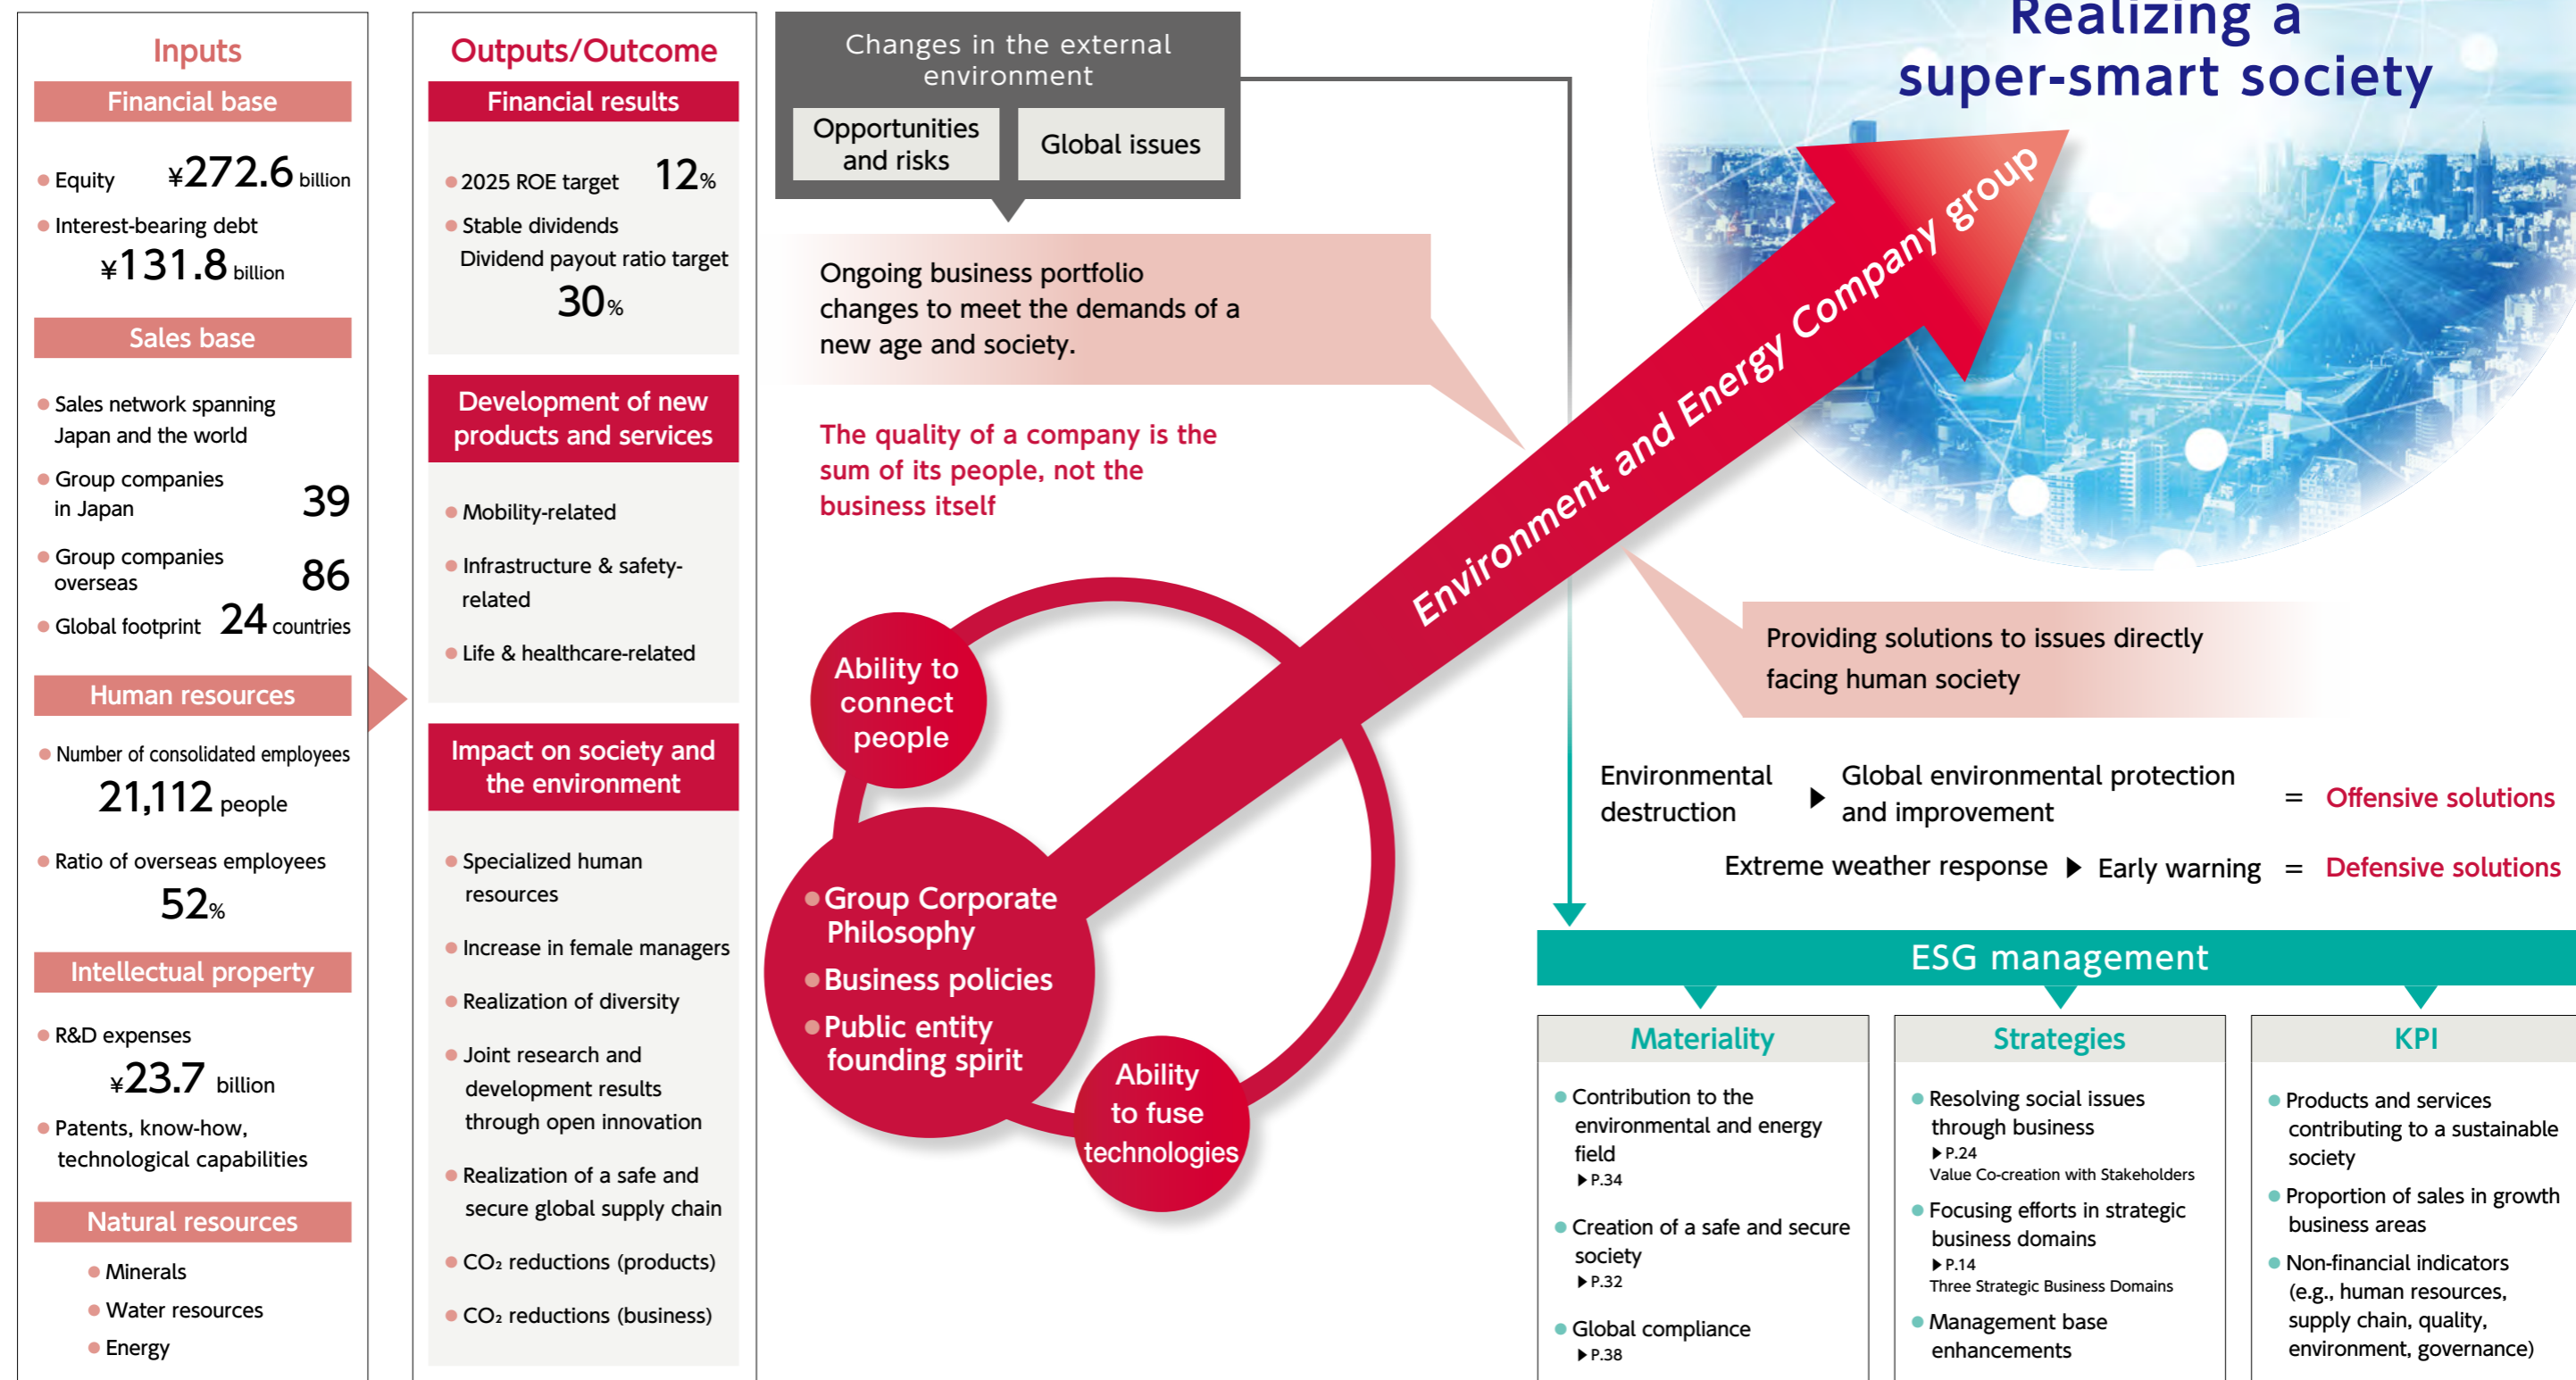 Inputs
Financial base
Equity ¥272.6 billion
Interest-bearing debt
¥131.8 billion
Sales base
Sales network spanning
Japan and the world
Group companies
in Japan 39
Group companies
overseas 86
Global footprint 24 countries
Human resources
Number of consolidated employees
21,112 people
Ratio of overseas employees
52%
Intellectual property
R&D expenses
¥23.7 billion
Patents, know-how,
technological capabilities
Natural resources
Minerals
Water resources
Energy
Outputs/Outcome
Financial results
2025 ROE target 12%
Stable dividends
Dividend payout ratio target
30%
Development of new
products and services
Mobility-related
Infrastructure & safety-
related
Life & healthcare-related
Impact on society and
the environment
Specialized human
resources
Increase in female managers
Realization of diversity
Joint research and
development results
through open innovation
Realization of a safe and
secure global supply chain
CO₂ reductions (products)
CO₂ reductions (business)
Changes in the external
environment
Opportunities
and risks
Global issues
Ongoing business portfolio
changes to meet the demands of a
new age and society.
The quality of a company is the
sum of its people, not the
business itself
Ability to
connect
people
Group Corporate
Philosophy
Business policies
Public entity
founding spirit
Ability
to fuse
technologies
Environment and Energy Company group
Realizing a
super-smart society
Providing solutions to issues directly
facing human society
Environmental
destruction
Global environmental protection
and improvement
= Offensive solutions
Extreme weather response ▶ Early warning = Defensive solutions
ESG management
Materiality
Contribution to the
environmental and energy
field
▶P.34
Creation of a safe and secure
society
▶P.32
Global compliance
▶P.38
Strategies
Resolving social issues
through business
▶P.24
Value Co-creation with Stakeholders
Focusing efforts in strategic
business domains
▶P.14
Three Strategic Business Domains
Management base
enhancements
KPI
Products and services
contributing to a sustainable
society
Proportion of sales in growth
business areas
Non-financial indicators
(e.g., human resources,
supply chain, quality,
environment, governance)